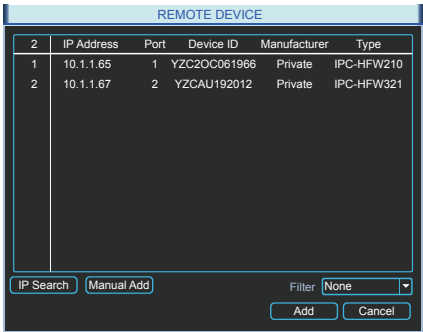 REMOTE DEVICE
2 IP Address Port Device ID Manufacturer Type
1 10.1.1.65 1 YZC2OC061966 Private IPC-HFW210
2 10.1.1.67 2 YZCAU192012 Private IPC-HFW321
IP Search Manual Add Filter None
Add Cancel